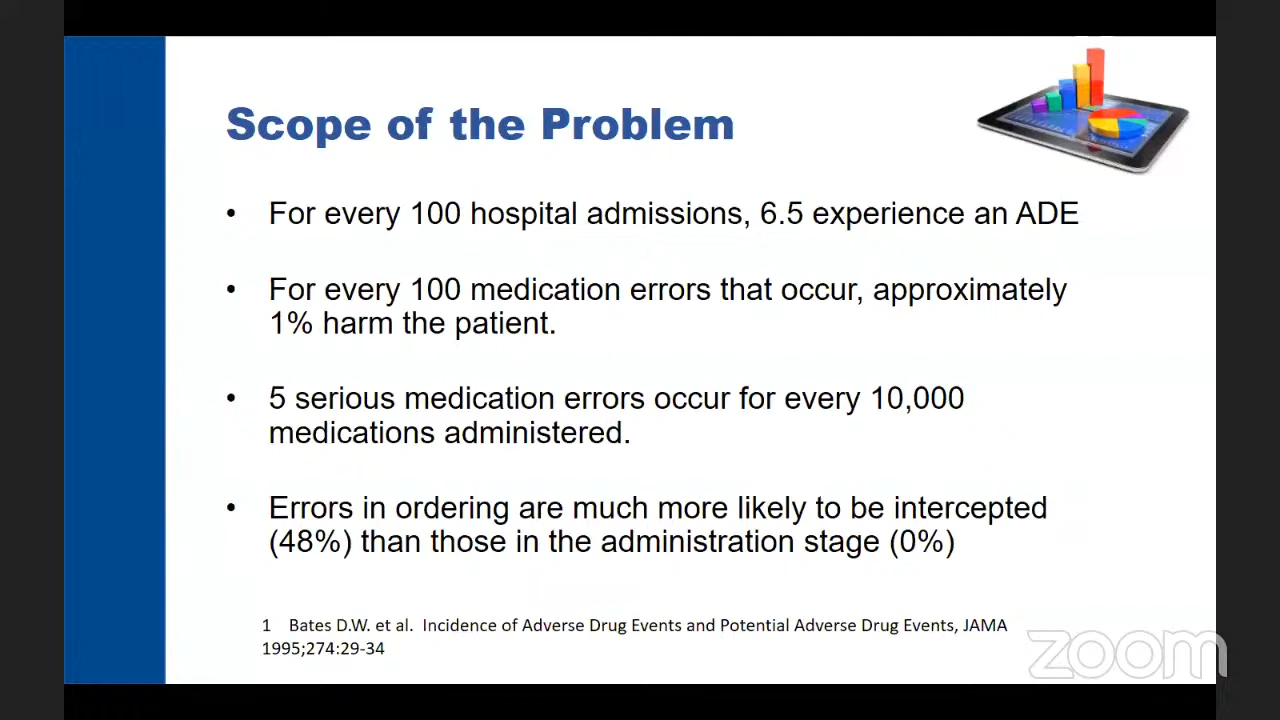 Scope of the Problem
• For every 100 hospital admissions, 6.5 experience an ADE
• For every 100 medication errors that occur, approximately
1% harm the patient.
• 5 serious medication errors occur for every 10,000
medications administered.
• Errors in ordering are much more likely to be intercepted
(48%) than those in the administration stage (0%)
1 Bates D.W. et al. Incidence of Adverse Drug Events and Potential Adverse Drug Events, JAMA
1995;274:29-34
zoom